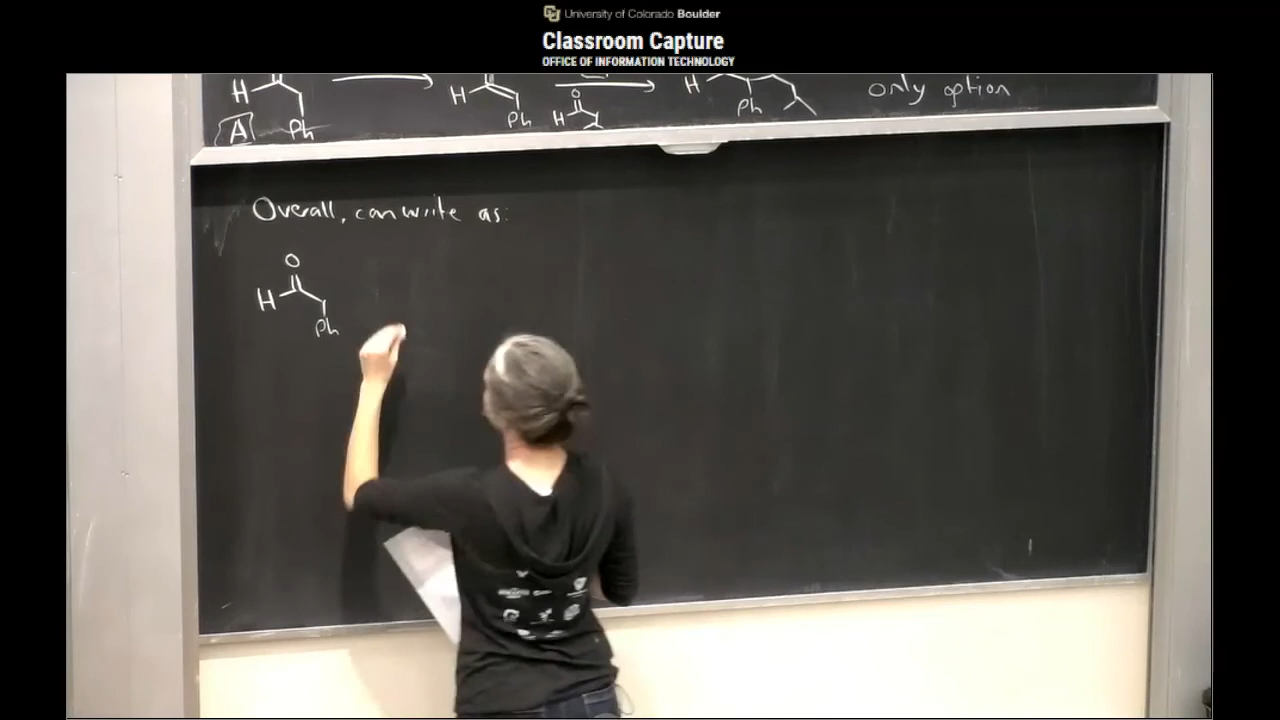 University of Colorado Boulder
Classroom Capture
OFFICE OF INFORMATION TECHNOLOGY
H H O H only option
A Ph Ph H Ph
Overall, can write as:
O
H
Ph